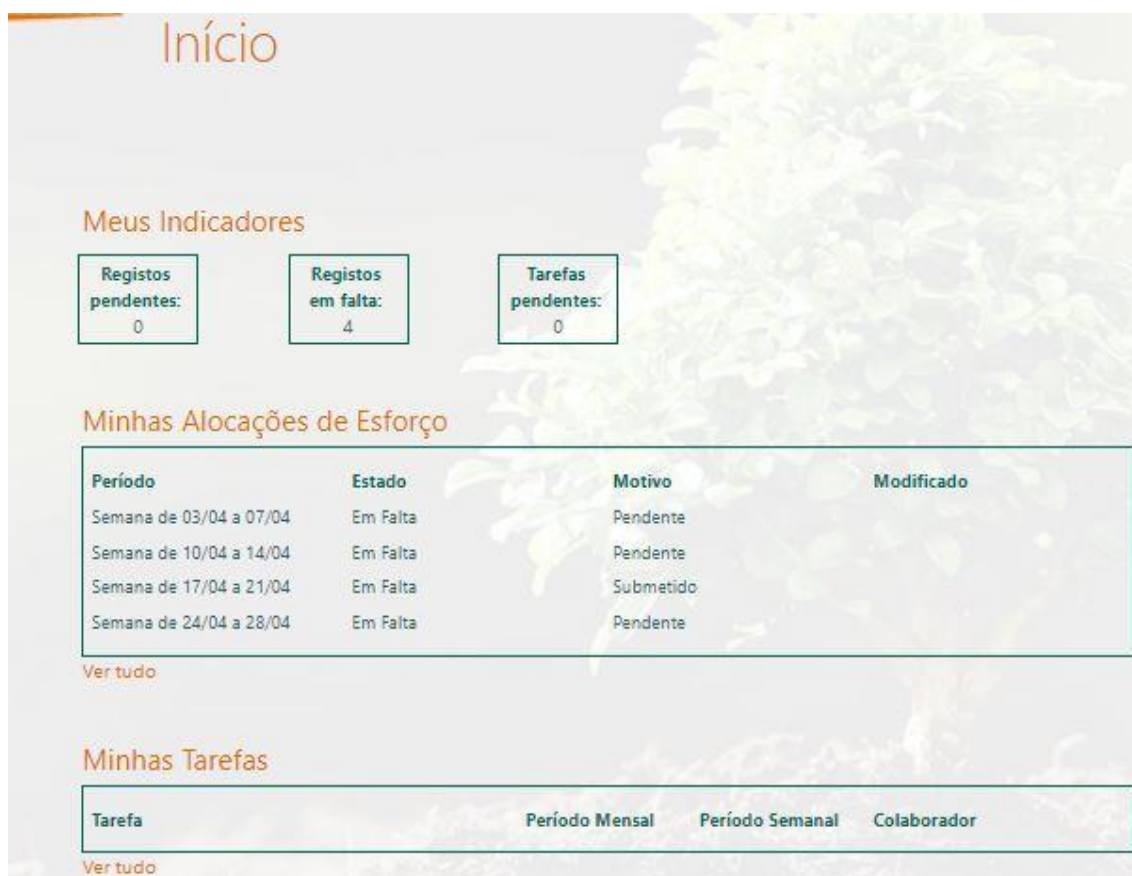 Início
Meus Indicadores
Registos Registos Tarefas
pendentes: em falta: pendentes:
0 4 0
Minhas Alocações de Esforço
Período Estado Motivo Modificado
Semana de 03/04 a 07/04 Em Falta Pendente
Semana de 10/04 a 14/04 Em Falta Pendente
Semana de 17/04 a 21/04 Em Falta Submetido
Semana de 24/04 a 28/04 Em Falta Pendente
Ver tudo
Minhas Tarefas
Tarefa Período Mensal Período Semanal Colaborador
Ver tudo